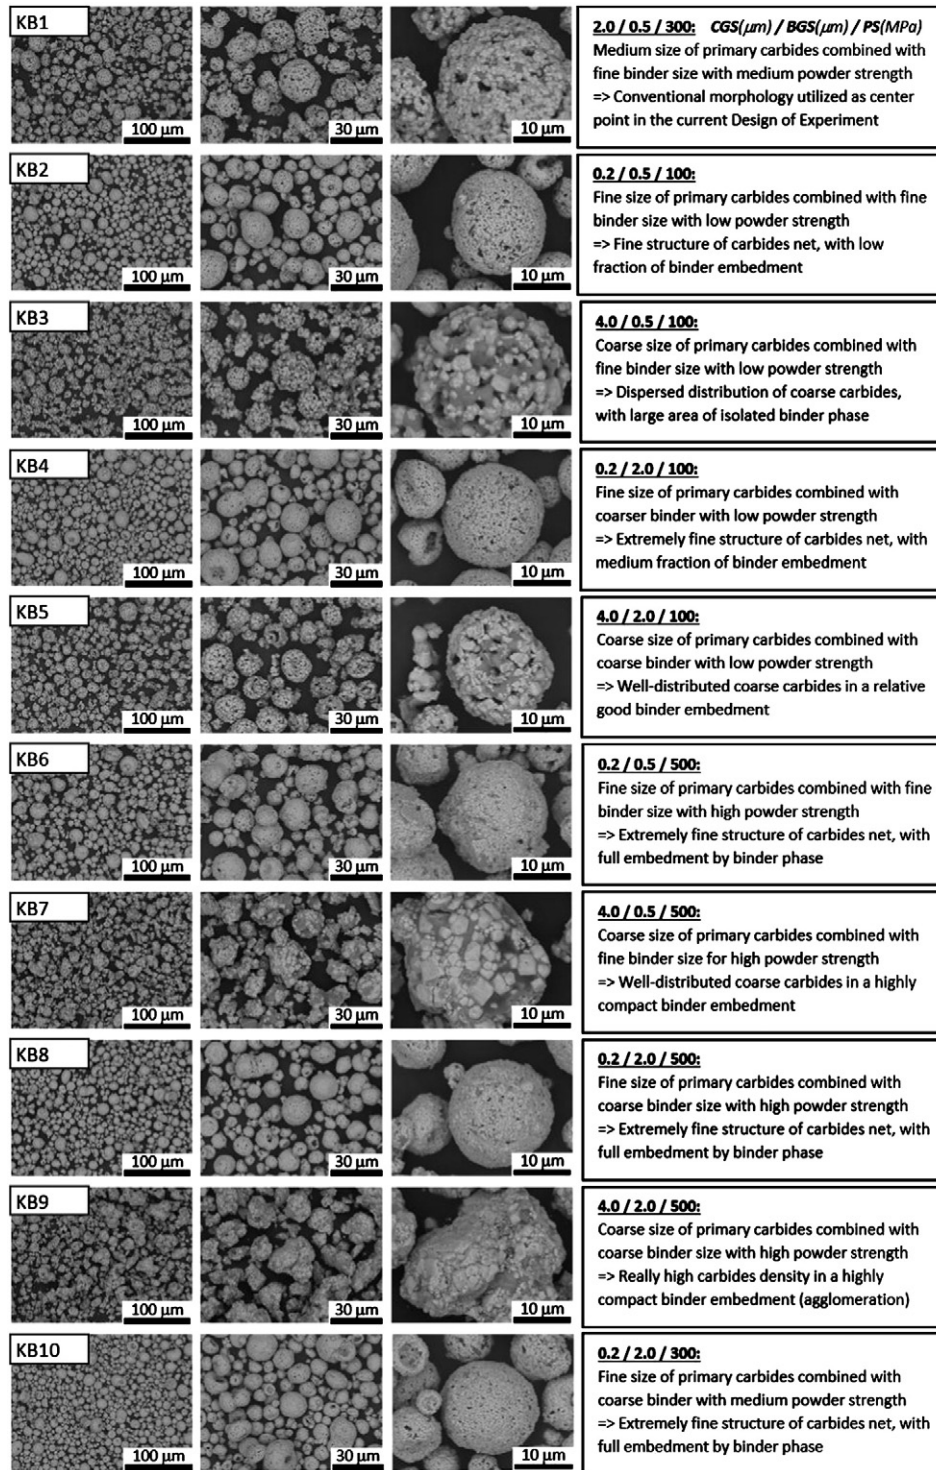 KB1
100 µm
30 µm
10 µm
2.0 / 0.5 / 300: CGS(µm) / BGS(µm) / PS(MPa)
Medium size of primary carbides combined with
fine binder size with medium powder strength
=> Conventional morphology utilized as center
point in the current Design of Experiment
KB2
100 µm
30 µm
10 µm
0.2 / 0.5 / 100:
Fine size of primary carbides combined with fine
binder size with low powder strength
=> Fine structure of carbides net, with low
fraction of binder embedment
KB3
100 µm
30 µm
10 µm
4.0 / 0.5 / 100:
Coarse size of primary carbides combined with
fine binder size with low powder strength
=> Dispersed distribution of coarse carbides,
with large area of isolated binder phase
KB4
100 µm
30 µm
10 µm
0.2 / 2.0 / 100:
Fine size of primary carbides combined with
coarser binder with low powder strength
=> Extremely fine structure of carbides net, with
medium fraction of binder embedment
KB5
100 µm
30 µm
10 µm
4.0 / 2.0 / 100:
Coarse size of primary carbides combined with
coarse binder with low powder strength
=> Well-distributed coarse carbides in a relative
good binder embedment
KB6
100 µm
30 µm
10 µm
0.2 / 0.5 / 500:
Fine size of primary carbides combined with fine
binder size with high powder strength
=> Extremely fine structure of carbides net, with
full embedment by binder phase
KB7
100 µm
30 µm
10 µm
4.0 / 0.5 / 500:
Coarse size of primary carbides combined with
fine binder size for high powder strength
=> Well-distributed coarse carbides in a highly
compact binder embedment
KB8
100 µm
30 µm
10 µm
0.2 / 2.0 / 500:
Fine size of primary carbides combined with
coarse binder size with high powder strength
=> Extremely fine structure of carbides net, with
full embedment by binder phase
KB9
100 µm
30 µm
10 µm
4.0 / 2.0 / 500:
Coarse size of primary carbides combined with
coarse binder size with high powder strength
=> Really high carbides density in a highly
compact binder embedment (agglomeration)
KB10
100 µm
30 µm
10 µm
0.2 / 2.0 / 300:
Fine size of primary carbides combined with
coarse binder with medium powder strength
=> Extremely fine structure of carbides net, with
full embedment by binder phase